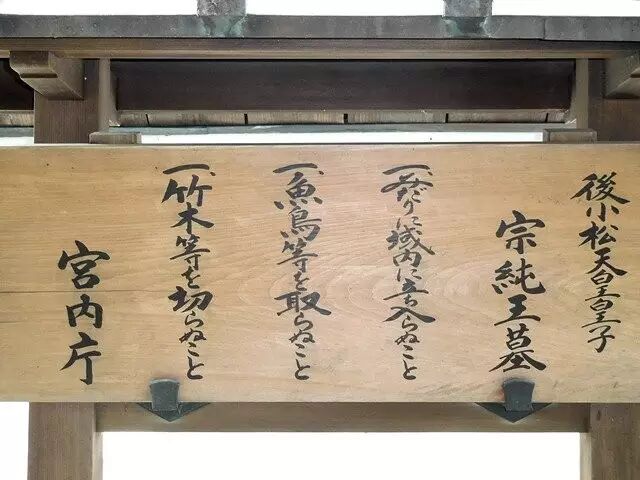 後小松天皇皇子
宗純王墓
一、みだりに域内に立ち入らぬこと
一、魚鳥等を取らぬこと
一、竹木等を切らぬこと
宮内庁